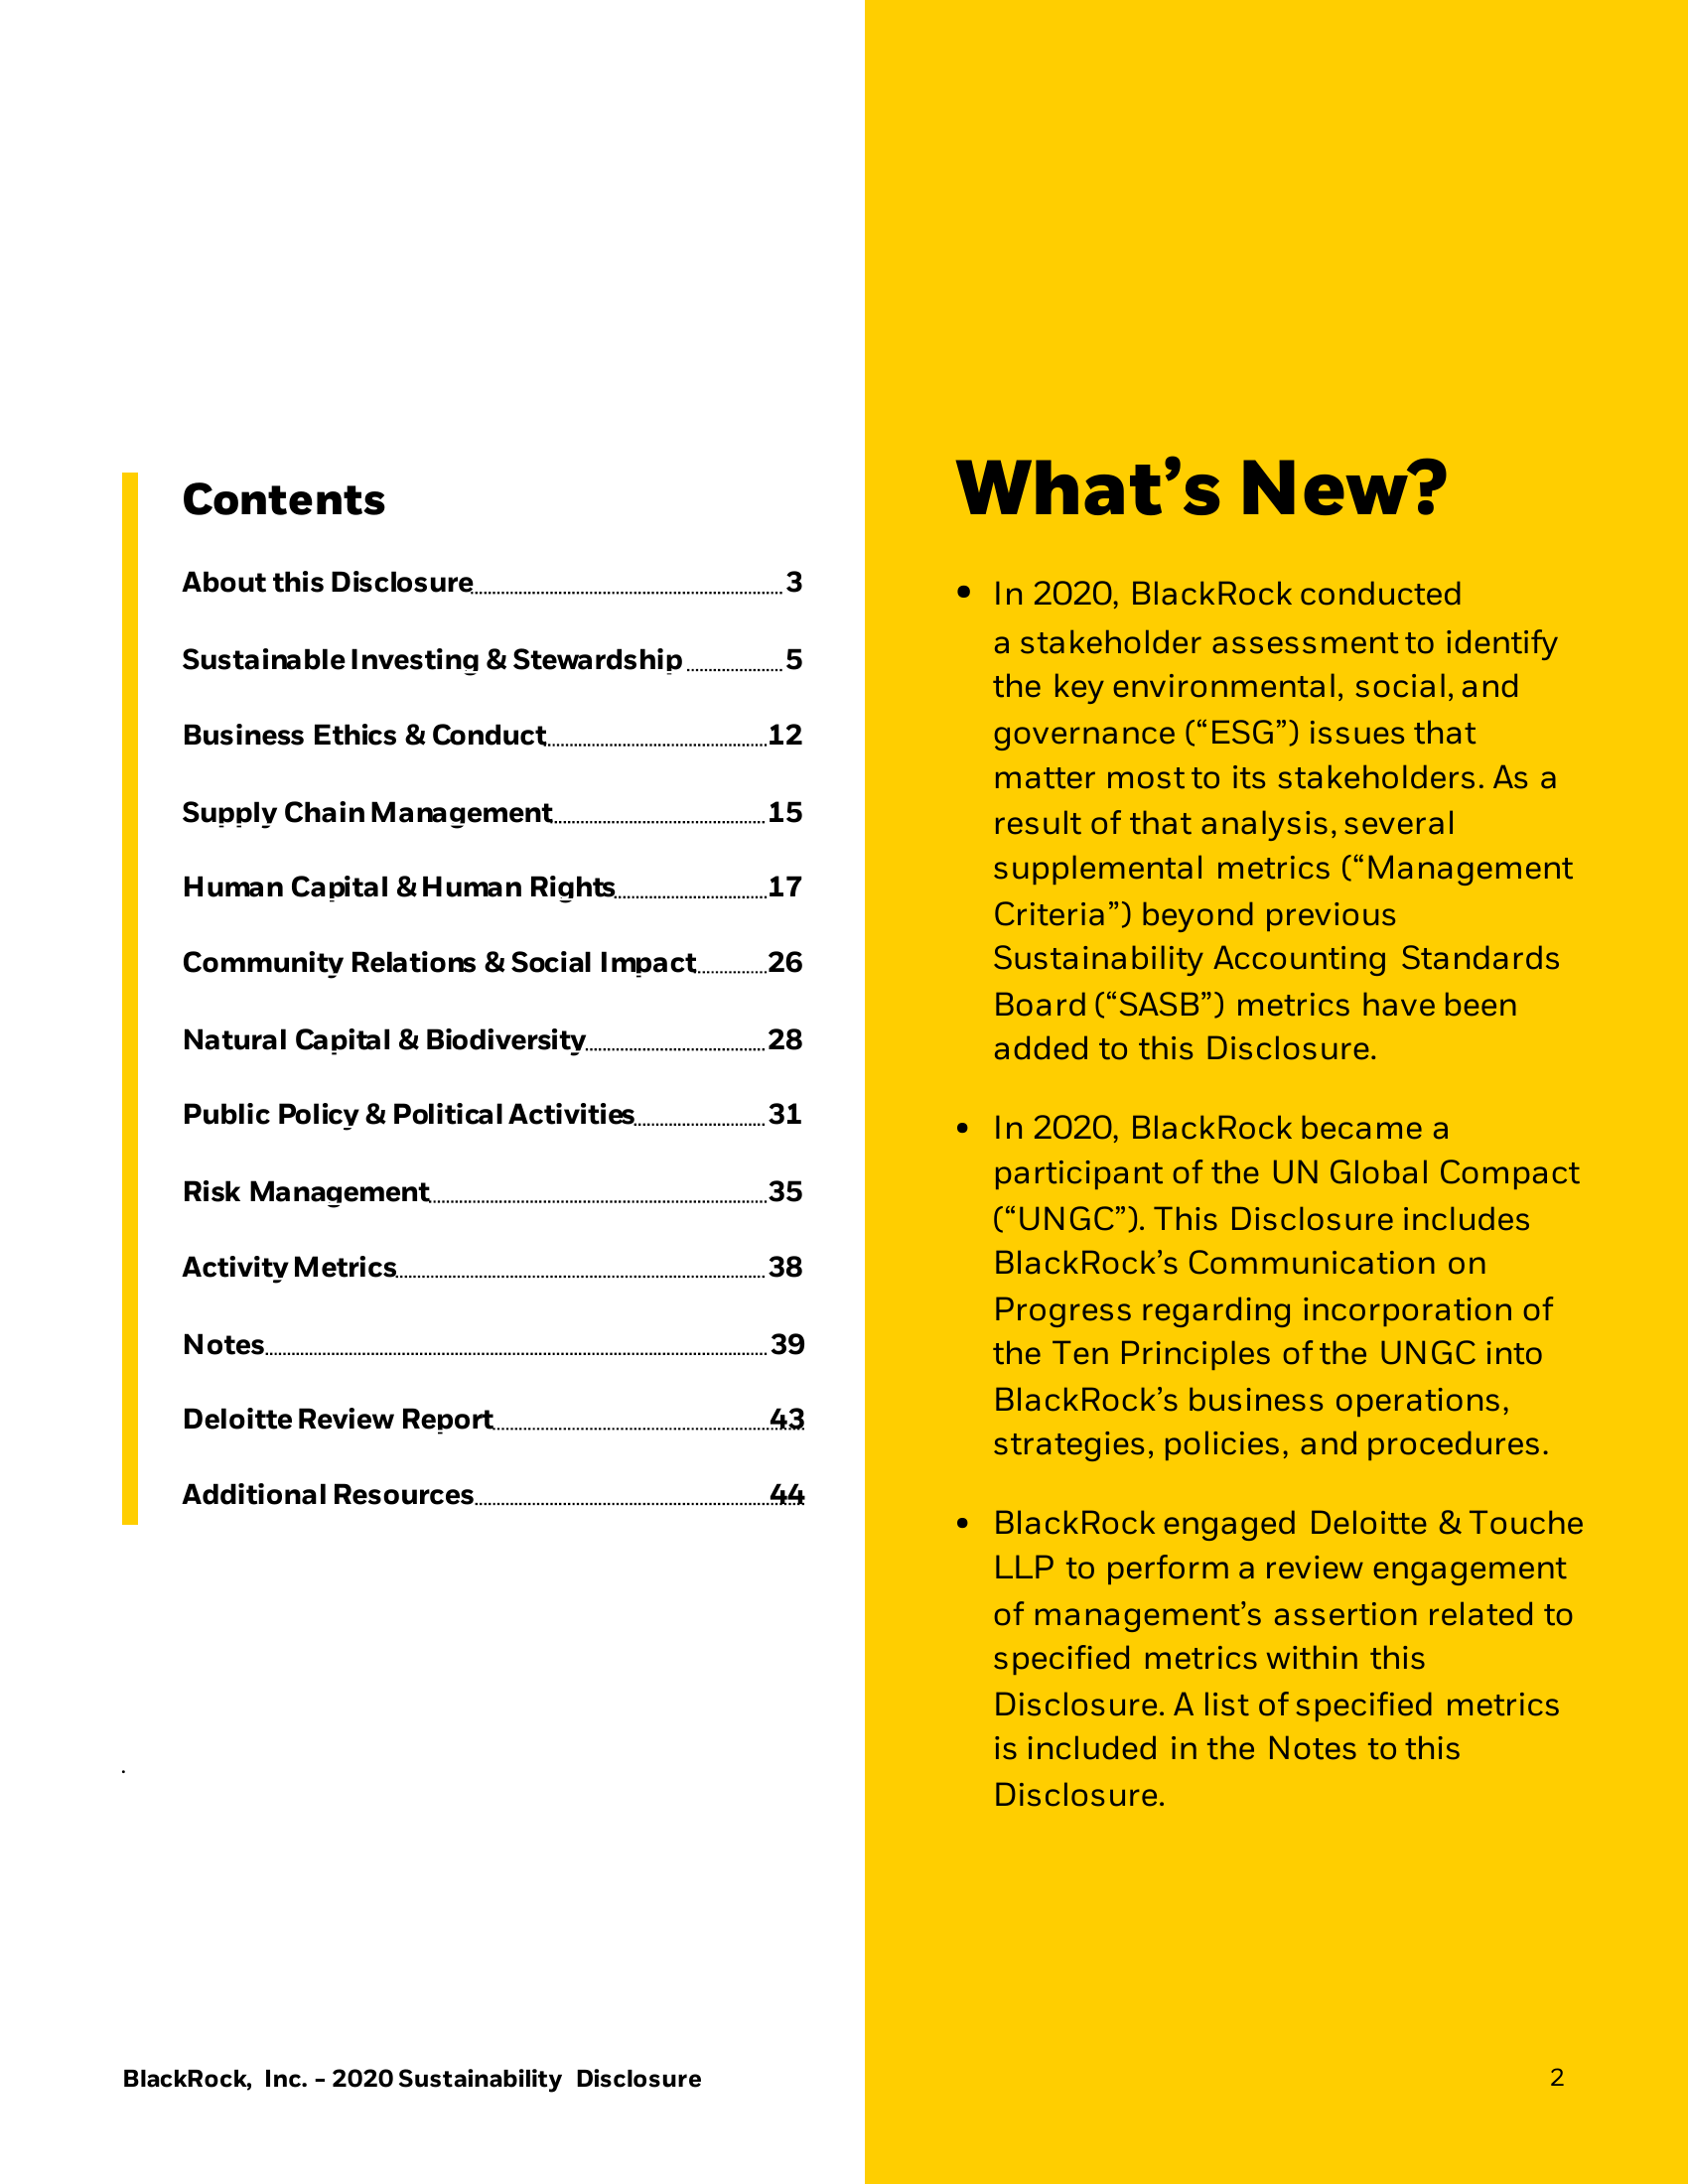 Contents
About this Disclosure 3
Sustainable Investing & Stewardship 5
Business Ethics & Conduct 12
Supply Chain Management 15
Human Capital & Human Rights 17
Community Relations & Social Impact 26
Natural Capital & Biodiversity 28
Public Policy & Political Activities 31
Risk Management 35
Activity Metrics 38
Notes 39
Deloitte Review Report 43
Additional Resources 44
What’s New?
• In 2020, BlackRock conducted
a stakeholder assessment to identify
the key environmental, social, and
governance (“ESG”) issues that
matter most to its stakeholders. As a
result of that analysis, several
supplemental metrics (“Management
Criteria”) beyond previous
Sustainability Accounting Standards
Board (“SASB”) metrics have been
added to this Disclosure.
• In 2020, BlackRock became a
participant of the UN Global Compact
(“UNGC”). This Disclosure includes
BlackRock’s Communication on
Progress regarding incorporation of
the Ten Principles of the UNGC into
BlackRock’s business operations,
strategies, policies, and procedures.
• BlackRock engaged Deloitte & Touche
LLP to perform a review engagement
of management’s assertion related to
specified metrics within this
Disclosure. A list of specified metrics
is included in the Notes to this
Disclosure.
.
BlackRock, Inc. – 2020 Sustainability Disclosure
2